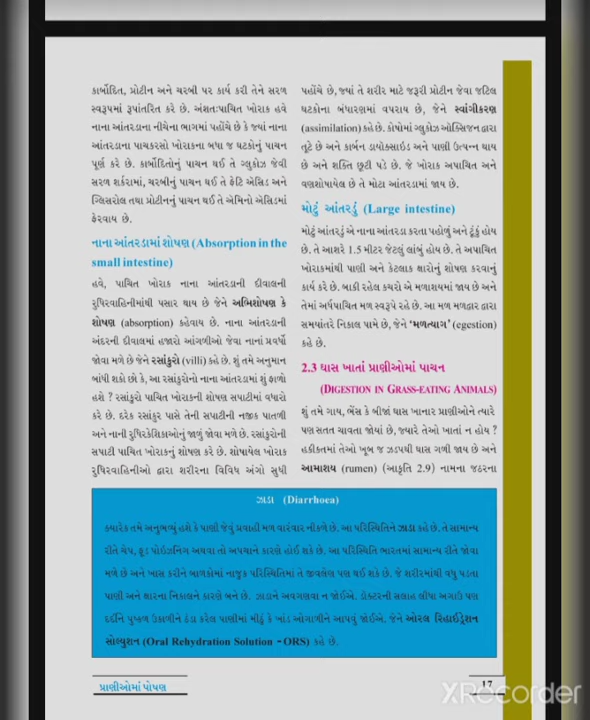 કાર્બોદિત, પ્રોટીન અને ચરબી પર કાર્ય કરી તેને સરળ
સ્વરૂપમાં રૂપાંતરિત કરે છે. અંશતઃપાચિત ખોરાક હવે
નાના આંતરડાના નીચેના ભાગમાં પહોંચે છે કે જ્યાં નાના
આંતરડાના પાચકરસો ખોરાકના બધા જ ઘટકોનું પાચન
પૂર્ણ કરે છે. કાર્બોદિતોનું પાચન થઈ તે ગ્લુકોઝ જેવી
સરળ શર્કરામાં, ચરબીનું પાચન થઈ તે ફેટિ એસિડ અને
ગ્લિસરોલ તથા પ્રોટીનનું પાચન થઈ તે એમિનો એસિડમાં
ફેરવાય છે.
નાના આંતરડામાં શોષણ (Absorption in the
small intestine)
હવે, પાચિત ખોરાક નાના આંતરડાની દીવાલની
રુધિરવાહિનીમાંથી પસાર થાય છે જેને અભિશોષણ કે
શોષણ (absorption) કહેવાય છે. નાના આંતરડાની
અંદરની દીવાલમાં હજારો આંગળીઓ જેવા નાનાં પ્રવર્ધો
જોવા મળે છે જેને રસાંકુરો (villi) કહે છે. શું તમે અનુમાન
બાંધી શકો છો કે, આ રસાંકુરોનો નાના આંતરડામાં શું ફાળો
હશે ? રસાંકુરો પાચિત ખોરાકની શોષણ સપાટીમાં વધારો
કરે છે. દરેક રસાંકુર પાસે તેની સપાટીની નજીક પાતળી
અને નાની રુધિરકેશિકાઓનું જાળું જોવા મળે છે. રસાંકુરોની
સપાટી પાચિત ખોરાકનું શોષણ કરે છે. શોષાયેલ ખોરાક
રુધિરવાહિનીઓ દ્વારા શરીરના વિવિધ અંગો સુધી
પહોંચે છે, જ્યાં તે શરીર માટે જરૂરી પ્રોટીન જેવા જટિલ
ઘટકોના બંધારણમાં વપરાય છે, જેને સ્વાંગીકરણ
(assimilation) કહે છે. કોષોમાં ગ્લુકોઝ ઓક્સિજન દ્વારા
તૂટે છે અને કાર્બન ડાયોક્સાઇડ અને પાણી ઉત્પન્ન થાય
છે અને શક્તિ છુટી પડે છે. જે ખોરાક અપાચિત અને
વણશોષાયેલ છે તે મોટા આંતરડામાં જાય છે.
મોટું આંતરડું (Large intestine)
મોટું આંતરડું એ નાના આંતરડા કરતા પહોળું અને ટૂંકું હોય
છે. તે આશરે 1.5 મીટર જેટલું લાંબું હોય છે. તે અપાચિત
ખોરાકમાંથી પાણી અને કેટલાક ક્ષારોનું શોષણ કરવાનું
કાર્ય કરે છે. બાકી રહેલ કચરો એ મળાશયમાં જાય છે અને
તેમાં અર્ધપાચિત મળ સ્વરૂપે રહે છે. આ મળ મળદ્વાર દ્વારા
સમયાંતરે નિકાલ પામે છે, જેને ‘મળત્યાગ’ (egestion)
કહે છે.
2.3 ઘાસ ખાતાં પ્રાણીઓમાં પાચન
(DIGESTION IN GRASS-EATING ANIMALS)
શું તમે ગાય, ભેંસ કે બીજાં ઘાસ ખાનાર પ્રાણીઓને ત્યારે
પણ સતત ચાવતા જોયાં છે, જ્યારે તેઓ ખાતાં ન હોય ?
હકીકતમાં તેઓ ખૂબ જ ઝડપથી ઘાસ ગળી જાય છે અને
આમાશય (rumen) (આકૃતિ 2.9) નામના જઠરના
ઝાડા (Diarrhoea)
ક્યારેક તમે અનુભવ્યું હશે કે પાણી જેવું પ્રવાહી મળ વારંવાર નીકળે છે. આ પરિસ્થિતિને ઝાડા કહે છે. તે સામાન્ય
રીતે ચેપ, ફૂડ પોઇઝનિંગ અથવા તો અપચાને કારણે હોઈ શકે છે. આ પરિસ્થિતિ ભારતમાં સામાન્ય રીતે જોવા
મળે છે અને ખાસ કરીને બાળકોમાં નાજુક પરિસ્થિતિમાં તે જીવલેણ પણ થઈ શકે છે. જે શરીરમાંથી વધુ પડતા
પાણી અને ક્ષારના નિકાલને કારણે બને છે. ઝાડાને અવગણવા ન જોઈએ. ડૉક્ટરની સલાહ લીધા અગાઉ પણ
દર્દીને પુષ્કળ ઉકાળીને ઠંડા કરેલ પાણીમાં મીઠું કે ખાંડ ઓગાળીને આપવું જોઈએ. જેને ઓરલ રિહાઈડ્રેશન
સોલ્યુશન (Oral Rehydration Solution – ORS) કહે છે.
પ્રાણીઓમાં પોષણ
17
XRecorder